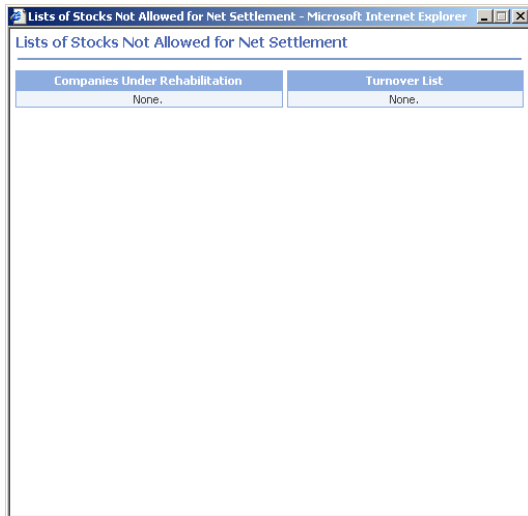 Lists of Stocks Not Allowed for Net Settlement - Microsoft Internet Explorer
Lists of Stocks Not Allowed for Net Settlement
Companies Under Rehabilitation Turnover List
None. None.